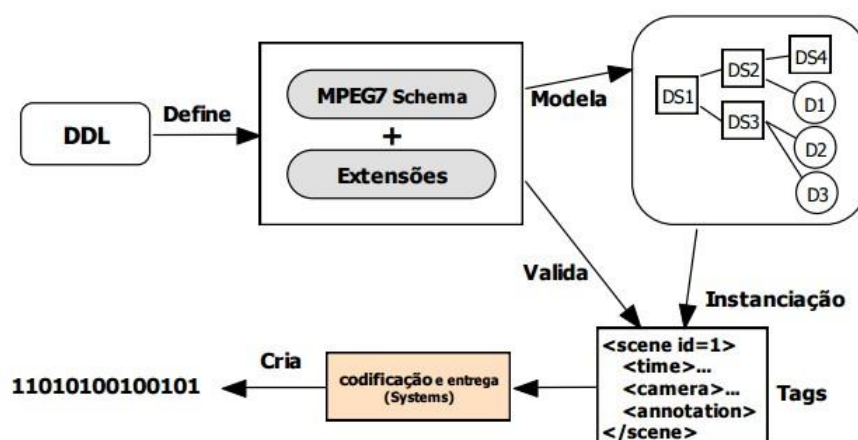 DDL
Define
MPEG7 Schema
+
Extensões
Modela
DS1
DS2
DS4
D1
DS3
D2
D3
Valida
Instanciação
<scene id=1>
<time>...
<camera>...
<annotation>
</scene>
Tags
codificação e entrega
(Systems)
Cria
11010100100101